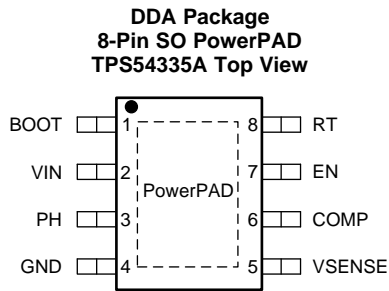 DDA Package
8-Pin SO PowerPAD
TPS54335A Top View
BOOT 1 8 RT
VIN 2 7 EN
PowerPAD
PH 3 6 COMP
GND 4 5 VSENSE